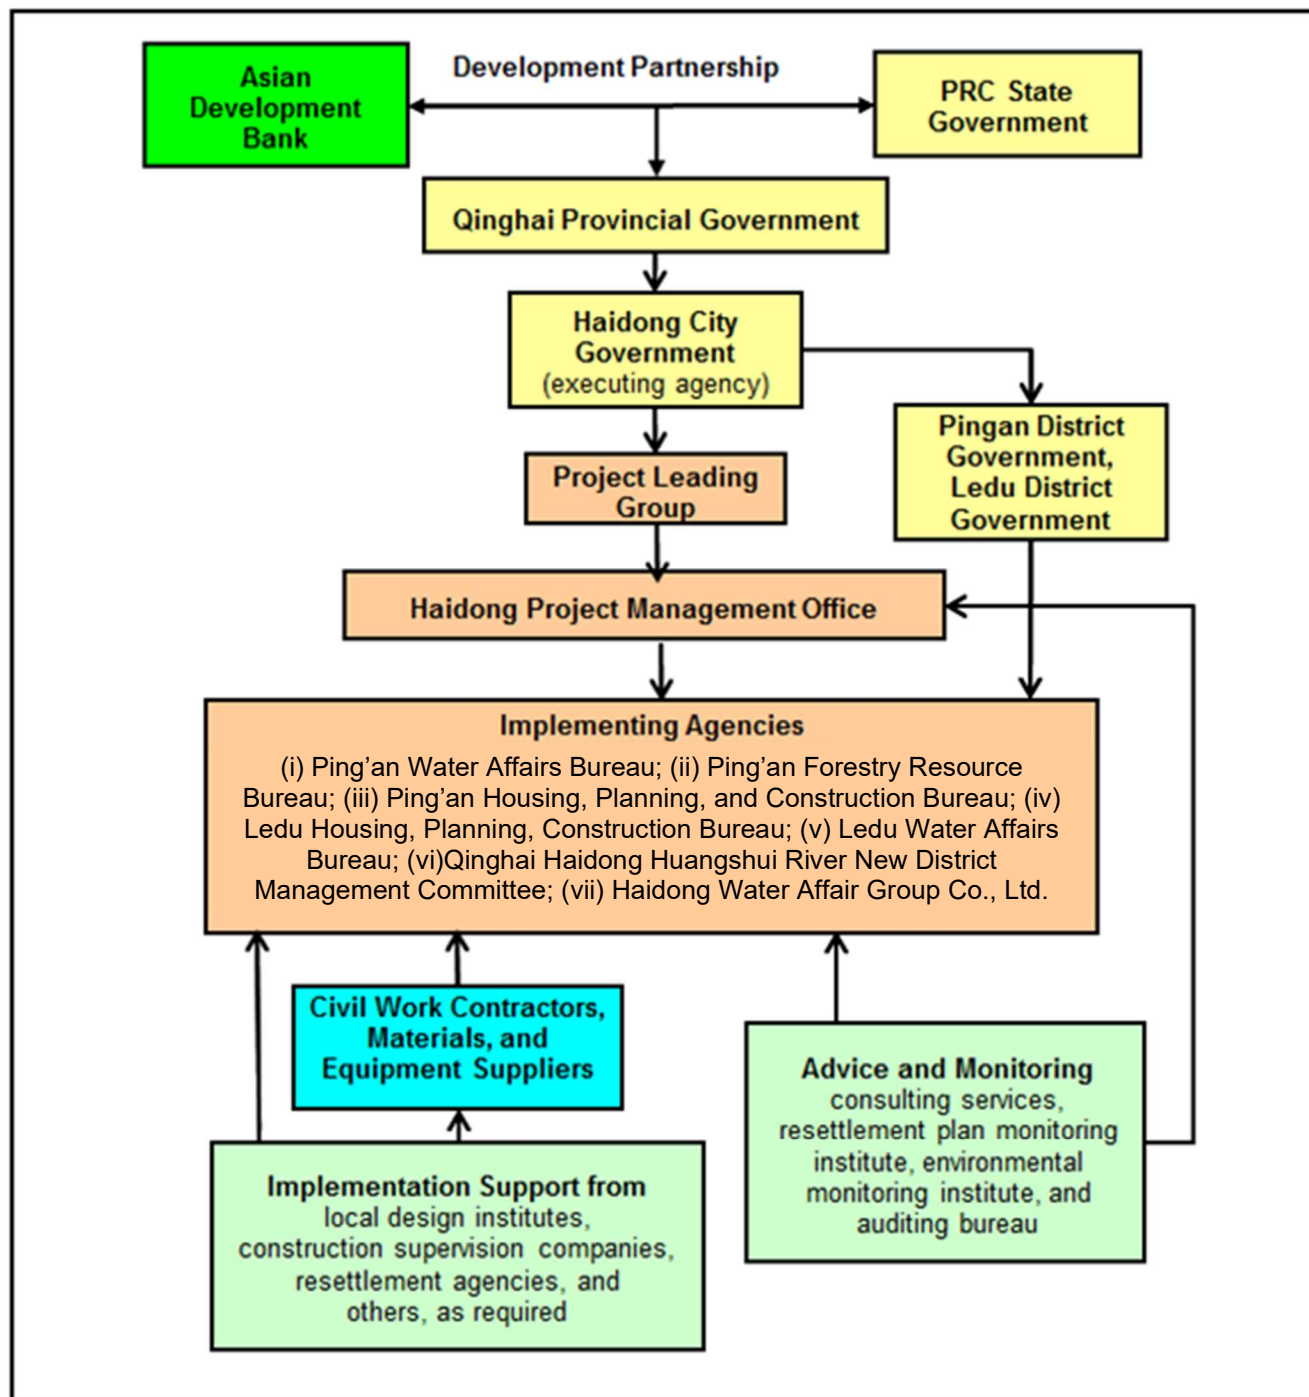 Asian
Development
Bank
Development Partnership
PRC State
Government
Qinghai Provincial Government
Haidong City
Government
(executing agency)
Pingan District
Government,
Ledu District
Government
Project Leading
Group
Haidong Project Management Office
Implementing Agencies
(i) Ping’an Water Affairs Bureau; (ii) Ping’an Forestry Resource
Bureau; (iii) Ping’an Housing, Planning, and Construction Bureau; (iv)
Ledu Housing, Planning, Construction Bureau; (v) Ledu Water Affairs
Bureau; (vi)Qinghai Haidong Huangshui River New District
Management Committee; (vii) Haidong Water Affair Group Co., Ltd.
Civil Work Contractors,
Materials, and
Equipment Suppliers
Advice and Monitoring
consulting services,
resettlement plan monitoring
institute, environmental
monitoring institute, and
auditing bureau
Implementation Support from
local design institutes,
construction supervision companies,
resettlement agencies, and
others, as required